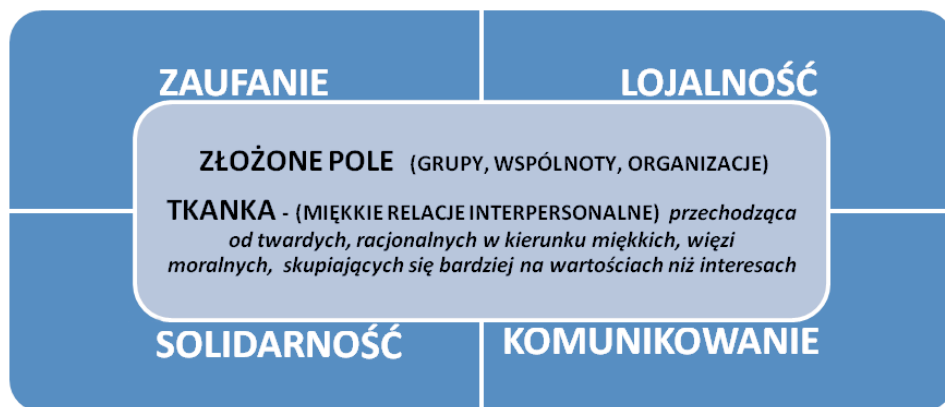 ZAUFANIE
LOJALNOŚĆ
ZŁOŻONE POLE (GRUPY, WSPÓLNOTY, ORGANIZACJE)
TKANKA - (MIĘKKIE RELACJE INTERPERSONALNE) przechodząca
od twardych, racjonalnych w kierunku miękkich, więzi
moralnych, skupiających się bardziej na wartościach niż interesach
SOLIDARNOŚĆ
KOMUNIKOWANIE